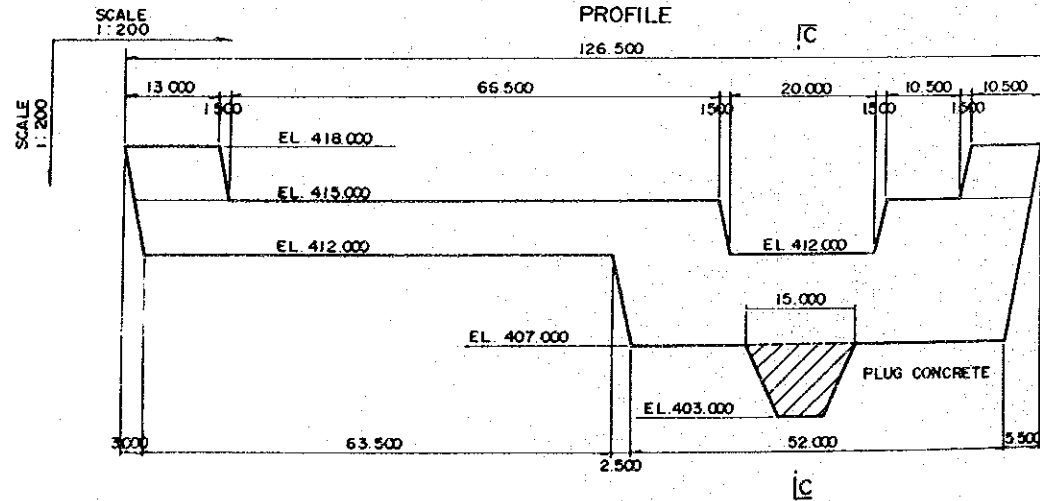 SCALE
1:200
PROFILE
C
126.500
13.000
1.500
66.500
1.500
20.000
1.500
10.500
1.500
10.500
SCALE
1:200
EL. 418.000
EL. 415.000
EL. 412.000
EL. 412.000
15.000
EL. 407.000
PLUG CONCRETE
EL. 403.000
3.000
63.500
2.500
52.000
5.500
C